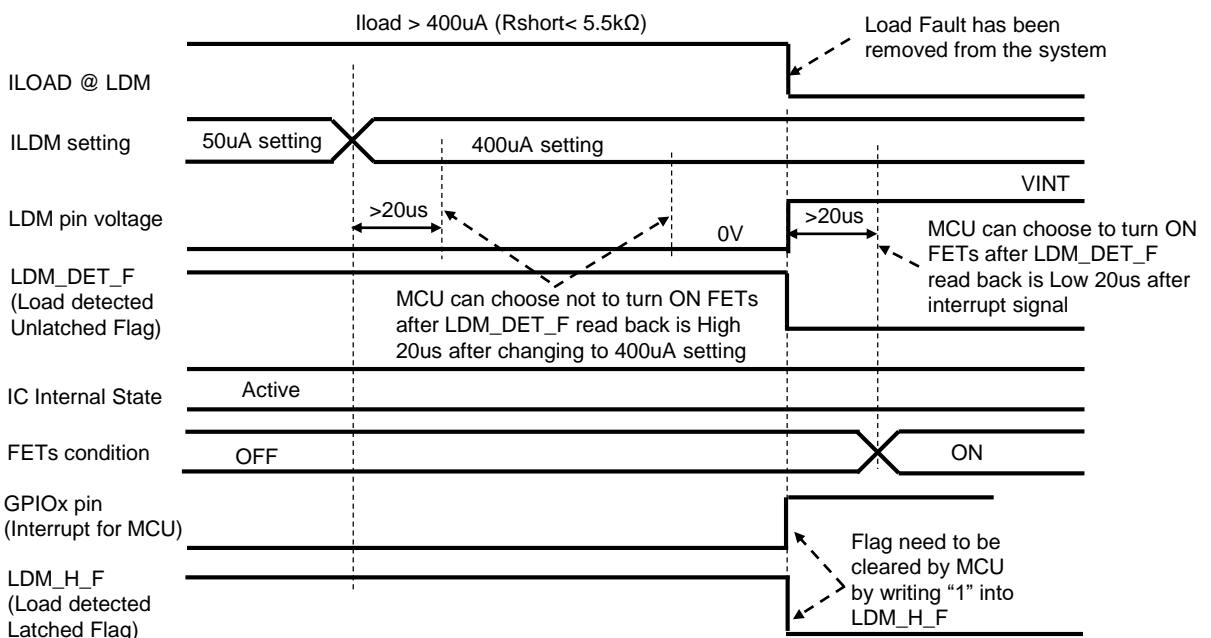 Iload > 400uA (Rshort< 5.5kΩ)
Load Fault has been
removed from the system
ILOAD @ LDM
ILDM setting
50uA setting
400uA setting
VINT
LDM pin voltage
>20us
0V
>20us
MCU can choose to turn ON
FETs after LDM_DET_F
read back is Low 20us after
interrupt signal
LDM_DET_F
(Load detected
Unlatched Flag)
MCU can choose not to turn ON FETs
after LDM_DET_F read back is High
20us after changing to 400uA setting
IC Internal State
Active
FETs condition
OFF
ON
GPIOx pin
(Interrupt for MCU)
Flag need to be
cleared by MCU
by writing “1” into
LDM_H_F
LDM_H_F
(Load detected
Latched Flag)